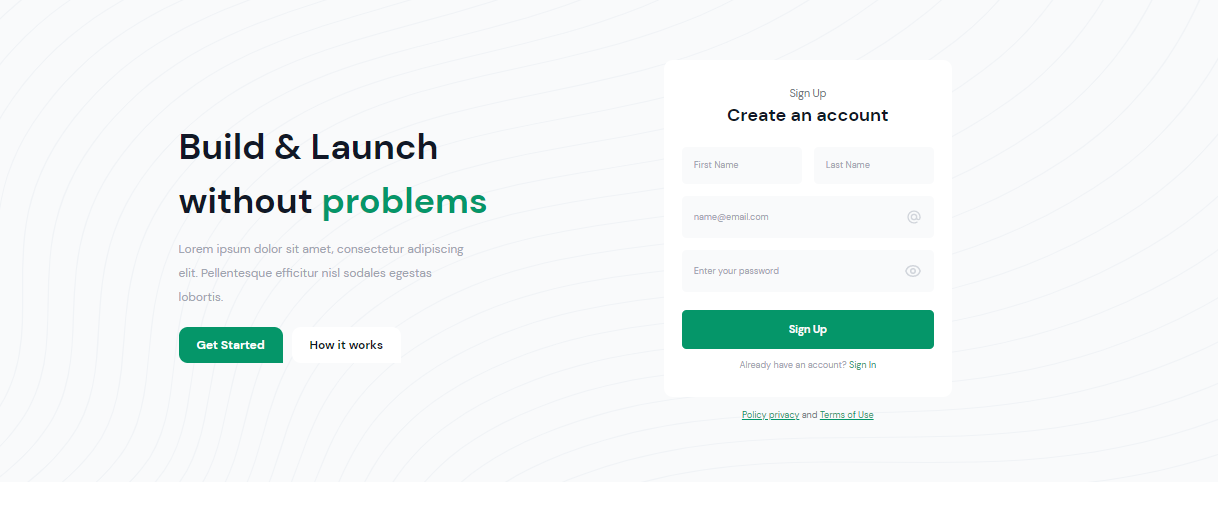 Build & Launch
without problems
Lorem ipsum dolor sit amet, consectetur adipiscing
elit. Pellentesque efficitur nisl sodales egestas
lobortis.
Get Started
How it works
Sign Up
Create an account
First Name
Last Name
name@email.com
Enter your password
Sign Up
Already have an account? Sign In
Policy privacy and Terms of Use